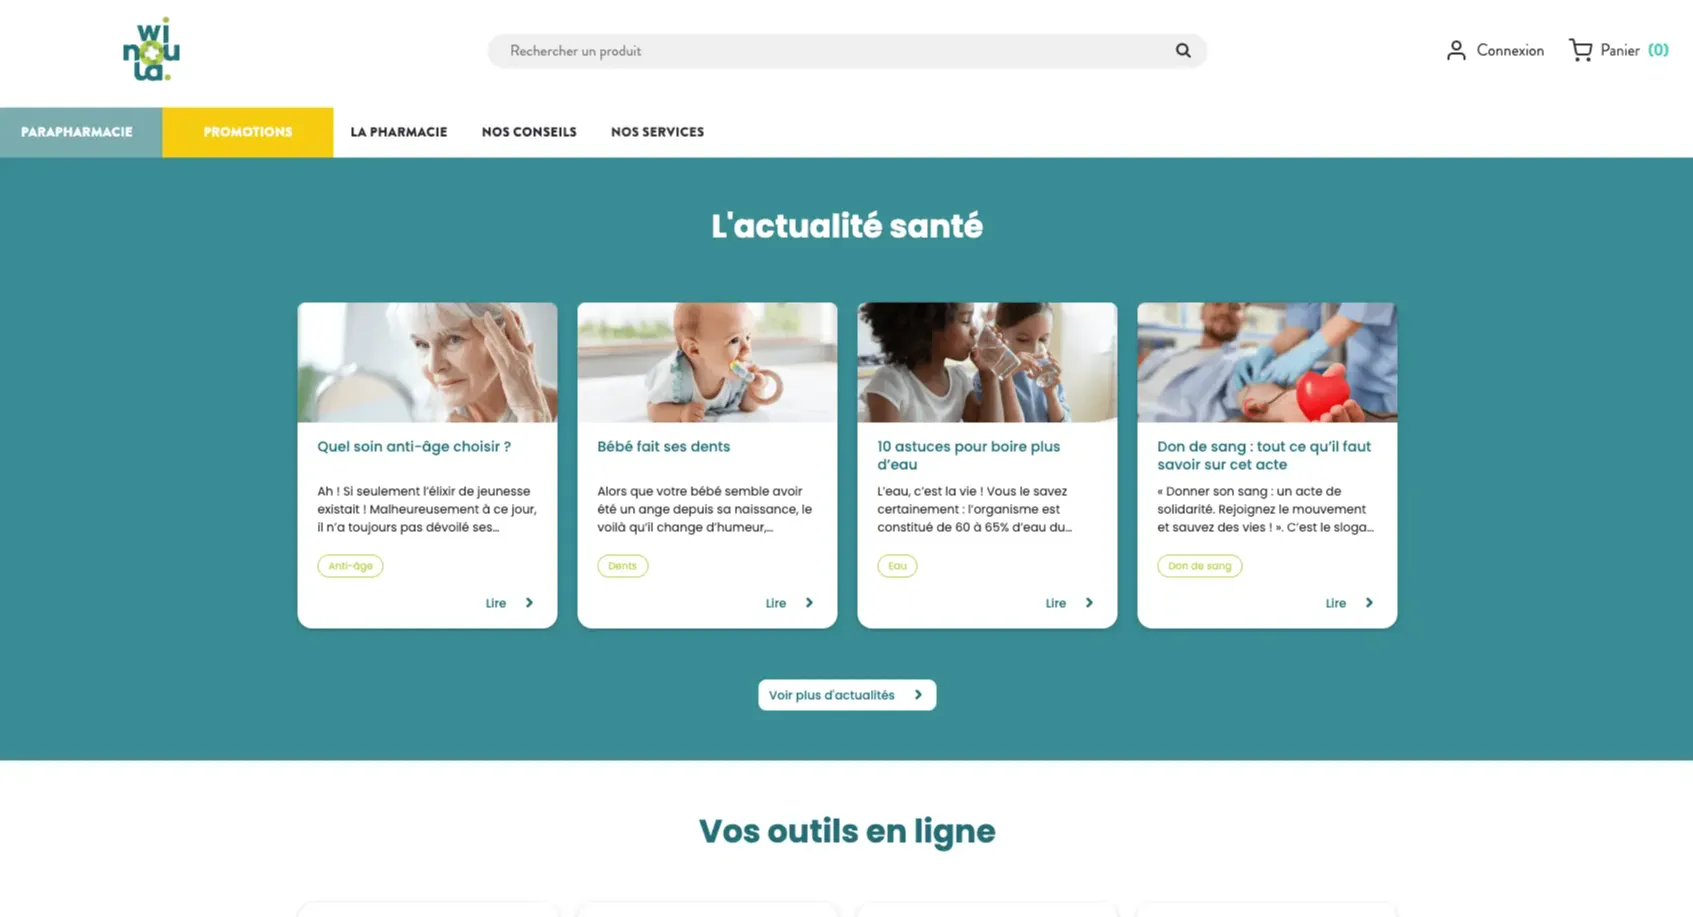 wi
nou
la.
Rechercher un produit
Connexion
Panier (0)
PARAPHARMACIE
PROMOTIONS
LA PHARMACIE
NOS CONSEILS
NOS SERVICES
L'actualité santé
Quel soin anti-âge choisir ?
Ah ! Si seulement l’élixir de jeunesse
existait ! Malheureusement à ce jour,
il n’a toujours pas dévoilé ses...
Anti-âge
Lire
Bébé fait ses dents
Alors que votre bébé semble avoir
été un ange depuis sa naissance, le
voilà qu’il change d’humeur,...
Dents
Lire
10 astuces pour boire plus
d’eau
L’eau, c’est la vie ! Vous le savez
certainement : l’organisme est
constitué de 60 à 65% d’eau du...
Eau
Lire
Don de sang : tout ce qu’il faut
savoir sur cet acte
« Donner son sang : un acte de
solidarité. Rejoignez le mouvement
et sauvez des vies ! ». C’est le sloga...
Don de sang
Lire
Voir plus d'actualités
Vos outils en ligne